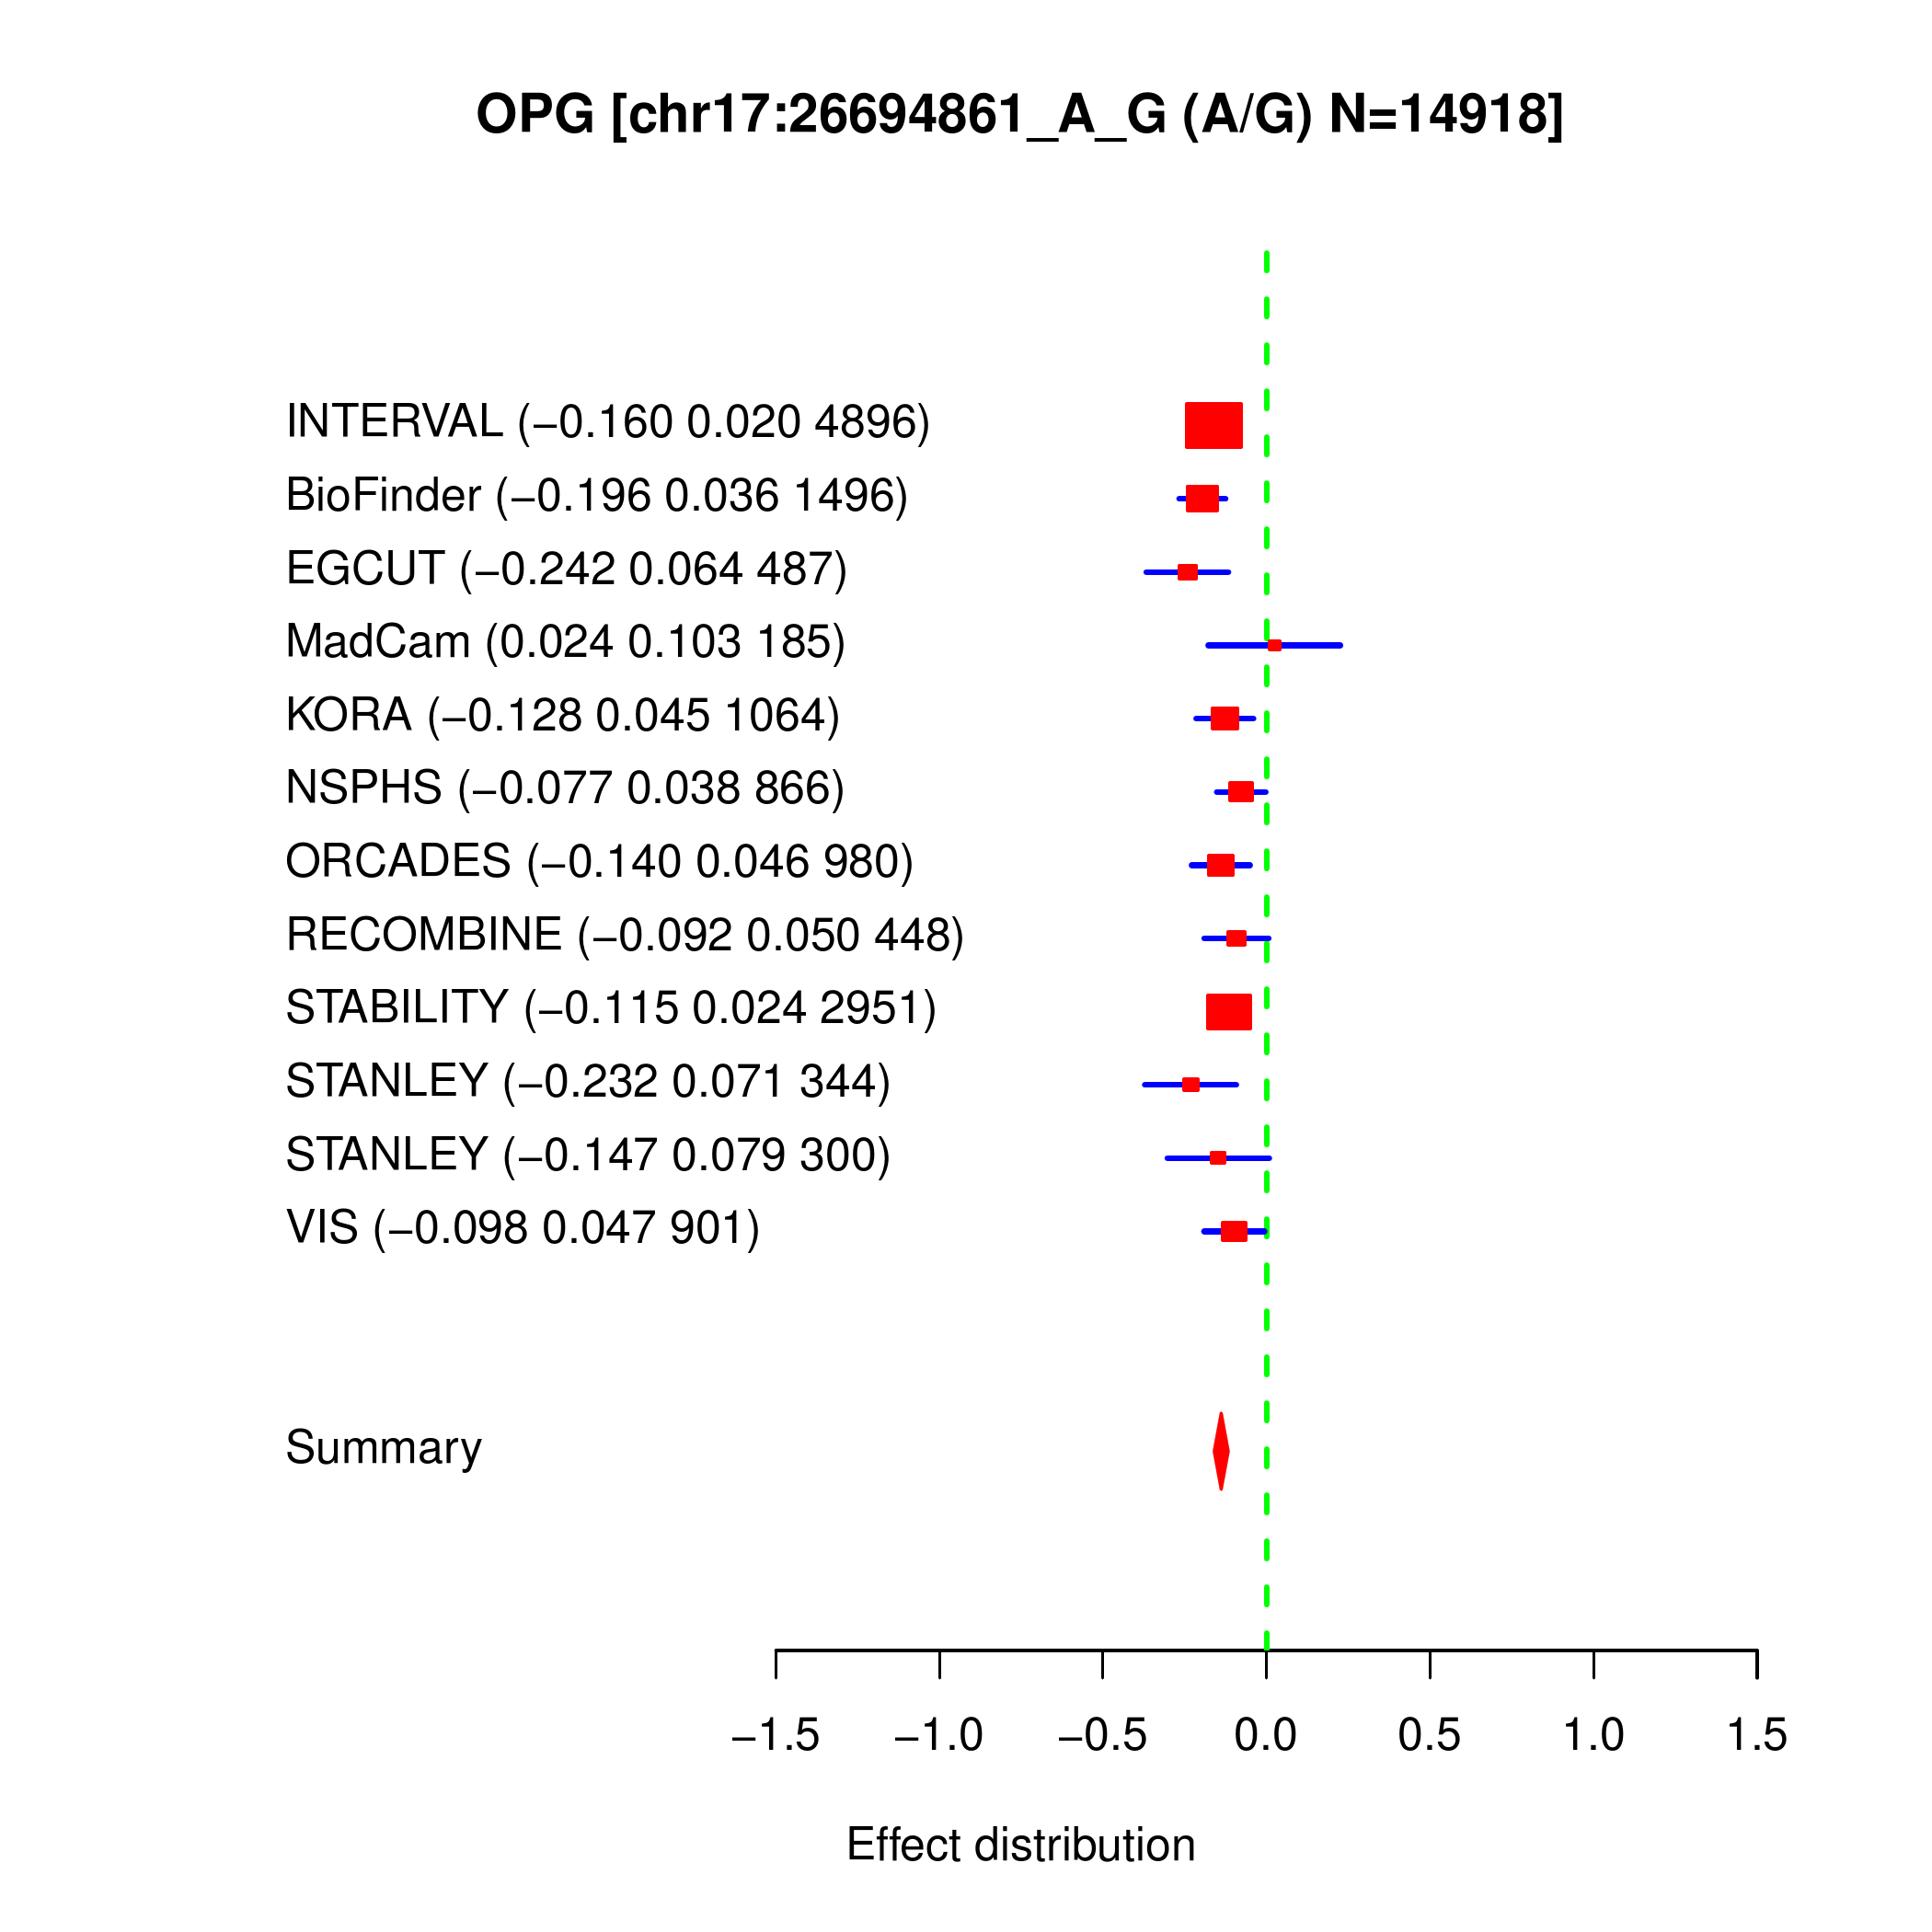 OPG [chr17:26694861_A_G (A/G) N=14918]
INTERVAL (−0.160 0.020 4896)
BioFinder (−0.196 0.036 1496)
EGCUT (−0.242 0.064 487)
MadCam (0.024 0.103 185)
KORA (−0.128 0.045 1064)
NSPHS (−0.077 0.038 866)
ORCADES (−0.140 0.046 980)
RECOMBINE (−0.092 0.050 448)
STABILITY (−0.115 0.024 2951)
STANLEY (−0.232 0.071 344)
STANLEY (−0.147 0.079 300)
VIS (−0.098 0.047 901)
Summary
−1.5 −1.0 −0.5 0.0 0.5 1.0 1.5
Effect distribution